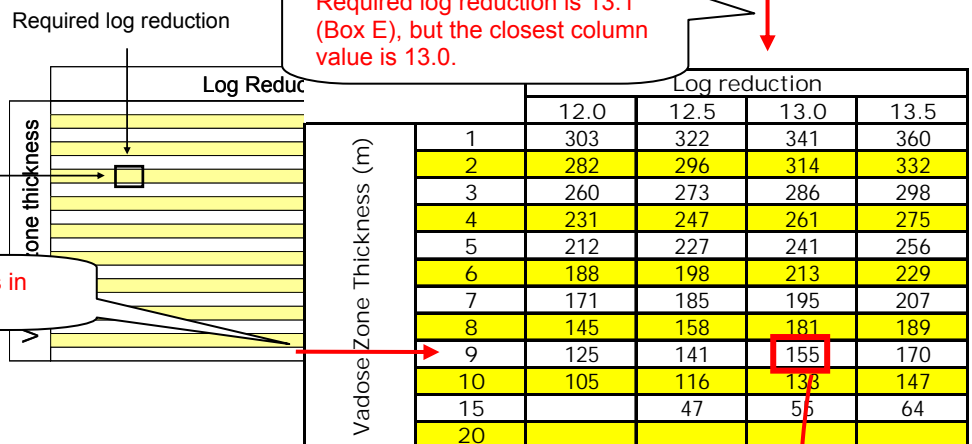 Required log reduction is 13.1
(Box E), but the closest column
value is 13.0.
Required log reduction
Log Reduc
one thickness
s in
Log reduction
12.0 12.5 13.0 13.5
Vadose Zone Thickness (m)
1 303 322 341 360
2 282 296 314 332
3 260 273 286 298
4 231 247 261 275
5 212 227 241 256
6 188 198 213 229
7 171 185 195 207
8 145 158 181 189
9 125 141 155 170
10 105 116 133 147
15 47 55 64
20